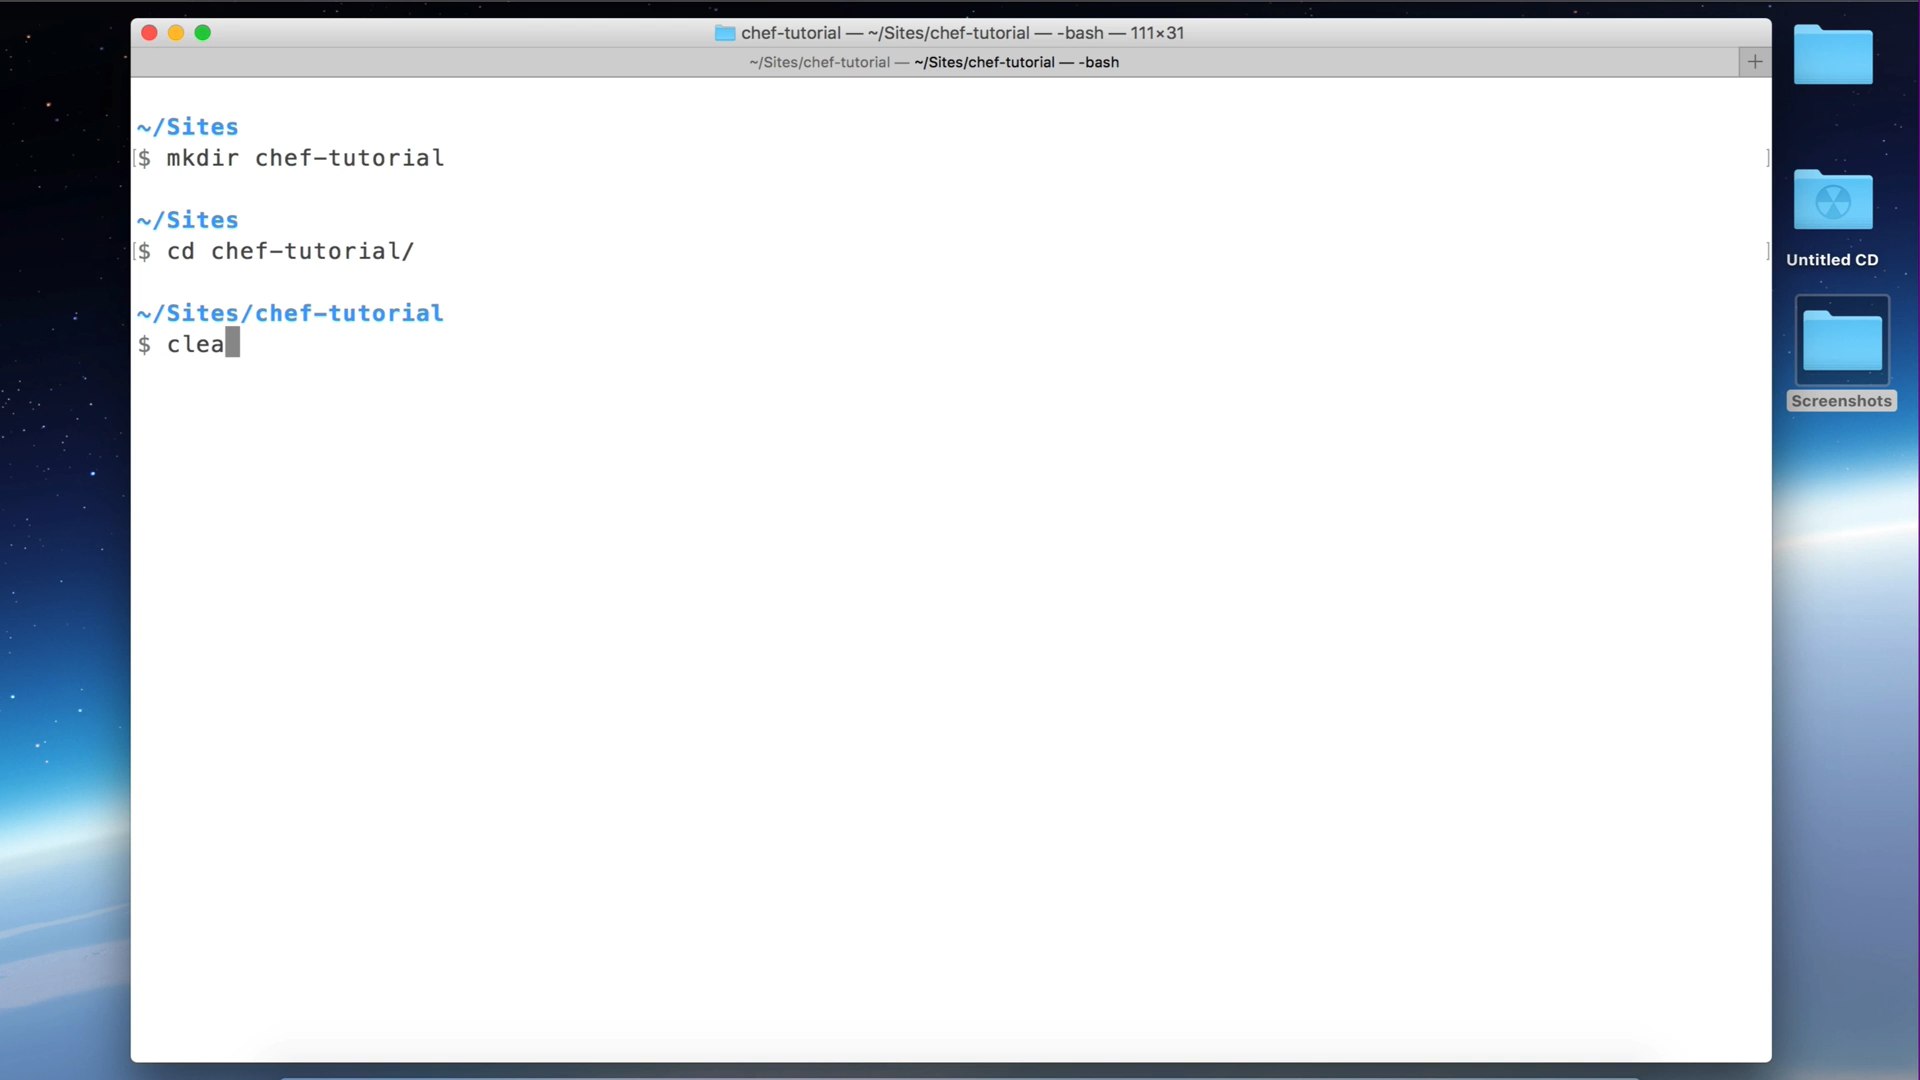 chef-tutorial — ~/Sites/chef-tutorial — -bash — 111×31
~/Sites/chef-tutorial — ~/Sites/chef-tutorial — -bash +
~/Sites
[$ mkdir chef-tutorial ]
~/Sites
[$ cd chef-tutorial/ ]
~/Sites/chef-tutorial
$ clea
Untitled CD
Screenshots